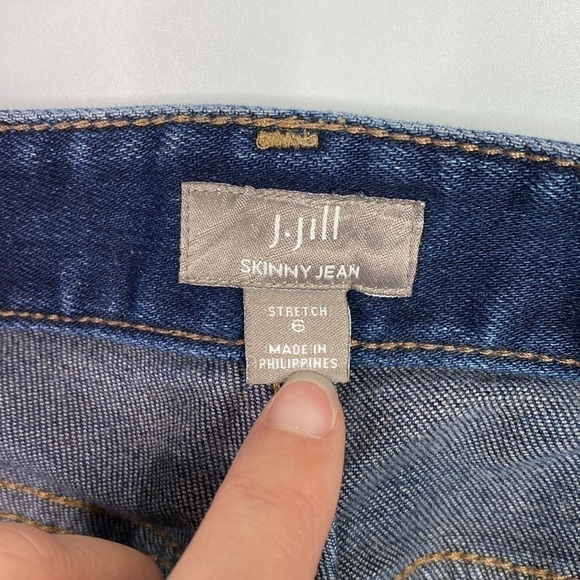 J.Jill
SKINNY JEAN
STRETCH
6
MADE IN
PHILIPPINES